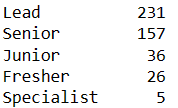 Lead 231
Senior 157
Junior 36
Fresher 26
Specialist 5